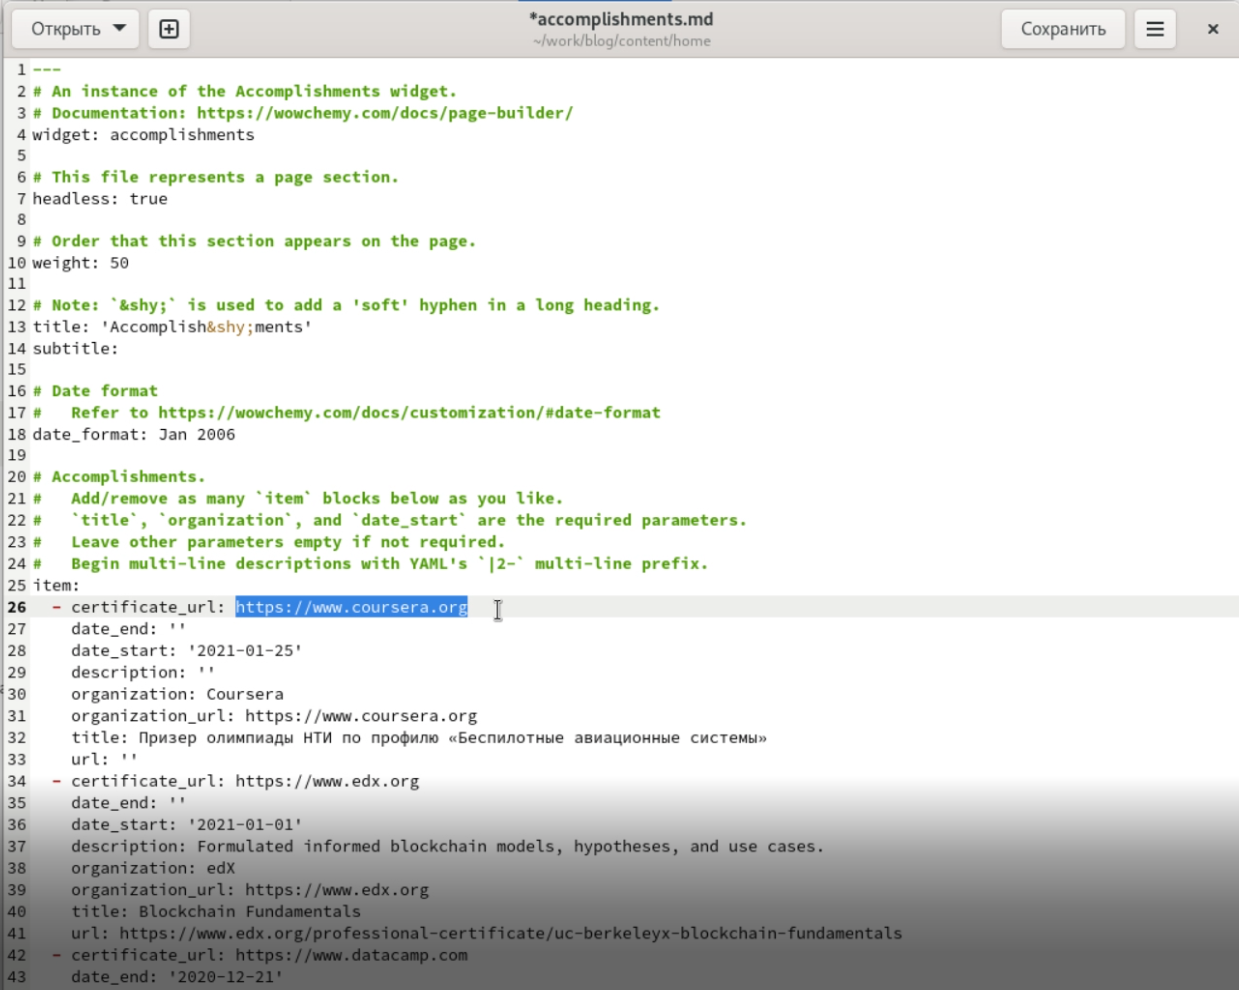 Открыть
*accomplishments.md
~/work/blog/content/home
Сохранить
1 ---
2 # An instance of the Accomplishments widget.
3 # Documentation: https://wowchemy.com/docs/page-builder/
4 widget: accomplishments
5
6 # This file represents a page section.
7 headless: true
8
9 # Order that this section appears on the page.
10 weight: 50
11
12 # Note: `&shy;` is used to add a 'soft' hyphen in a long heading.
13 title: 'Accomplish&shy;ments'
14 subtitle:
15
16 # Date format
17 #   Refer to https://wowchemy.com/docs/customization/#date-format
18 date_format: Jan 2006
19
20 # Accomplishments.
21 #   Add/remove as many `item` blocks below as you like.
22 #   `title`, `organization`, and `date_start` are the required parameters.
23 #   Leave other parameters empty if not required.
24 #   Begin multi-line descriptions with YAML's `|2-` multi-line prefix.
25 item:
26   - certificate_url: https://www.coursera.org
27     date_end: ''
28     date_start: '2021-01-25'
29     description: ''
30     organization: Coursera
31     organization_url: https://www.coursera.org
32     title: Призер олимпиады НТИ по профилю «Беспилотные авиационные системы»
33     url: ''
34   - certificate_url: https://www.edx.org
35     date_end: ''
36     date_start: '2021-01-01'
37     description: Formulated informed blockchain models, hypotheses, and use cases.
38     organization: edX
39     organization_url: https://www.edx.org
40     title: Blockchain Fundamentals
41     url: https://www.edx.org/professional-certificate/uc-berkeleyx-blockchain-fundamentals
42   - certificate_url: https://www.datacamp.com
43     date_end: '2020-12-21'